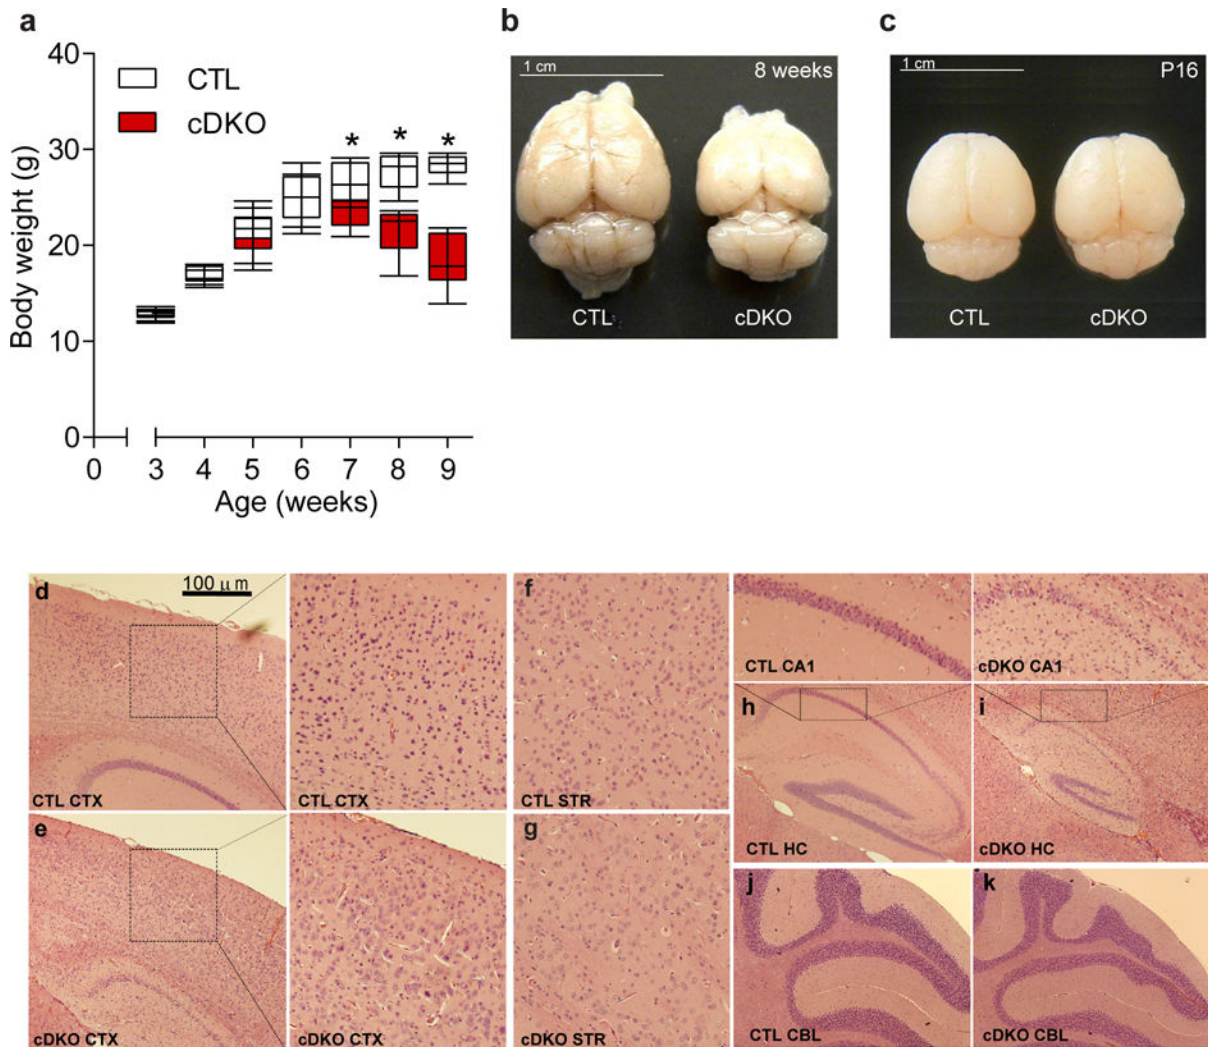 a
40
30
20
10
0
Body weight (g)
CTL
cDKO
* * *
0 3 4 5 6 7 8 9
Age (weeks)
b
1 cm
8 weeks
CTL cDKO
c
1 cm
P16
CTL cDKO
d
100 μm
CTL CTX
CTL CTX
e
cDKO CTX
cDKO CTX
f
CTL STR
g
cDKO STR
CTL CA1
cDKO CA1
h
CTL HC
i
cDKO HC
j
CTL CBL
k
cDKO CBL